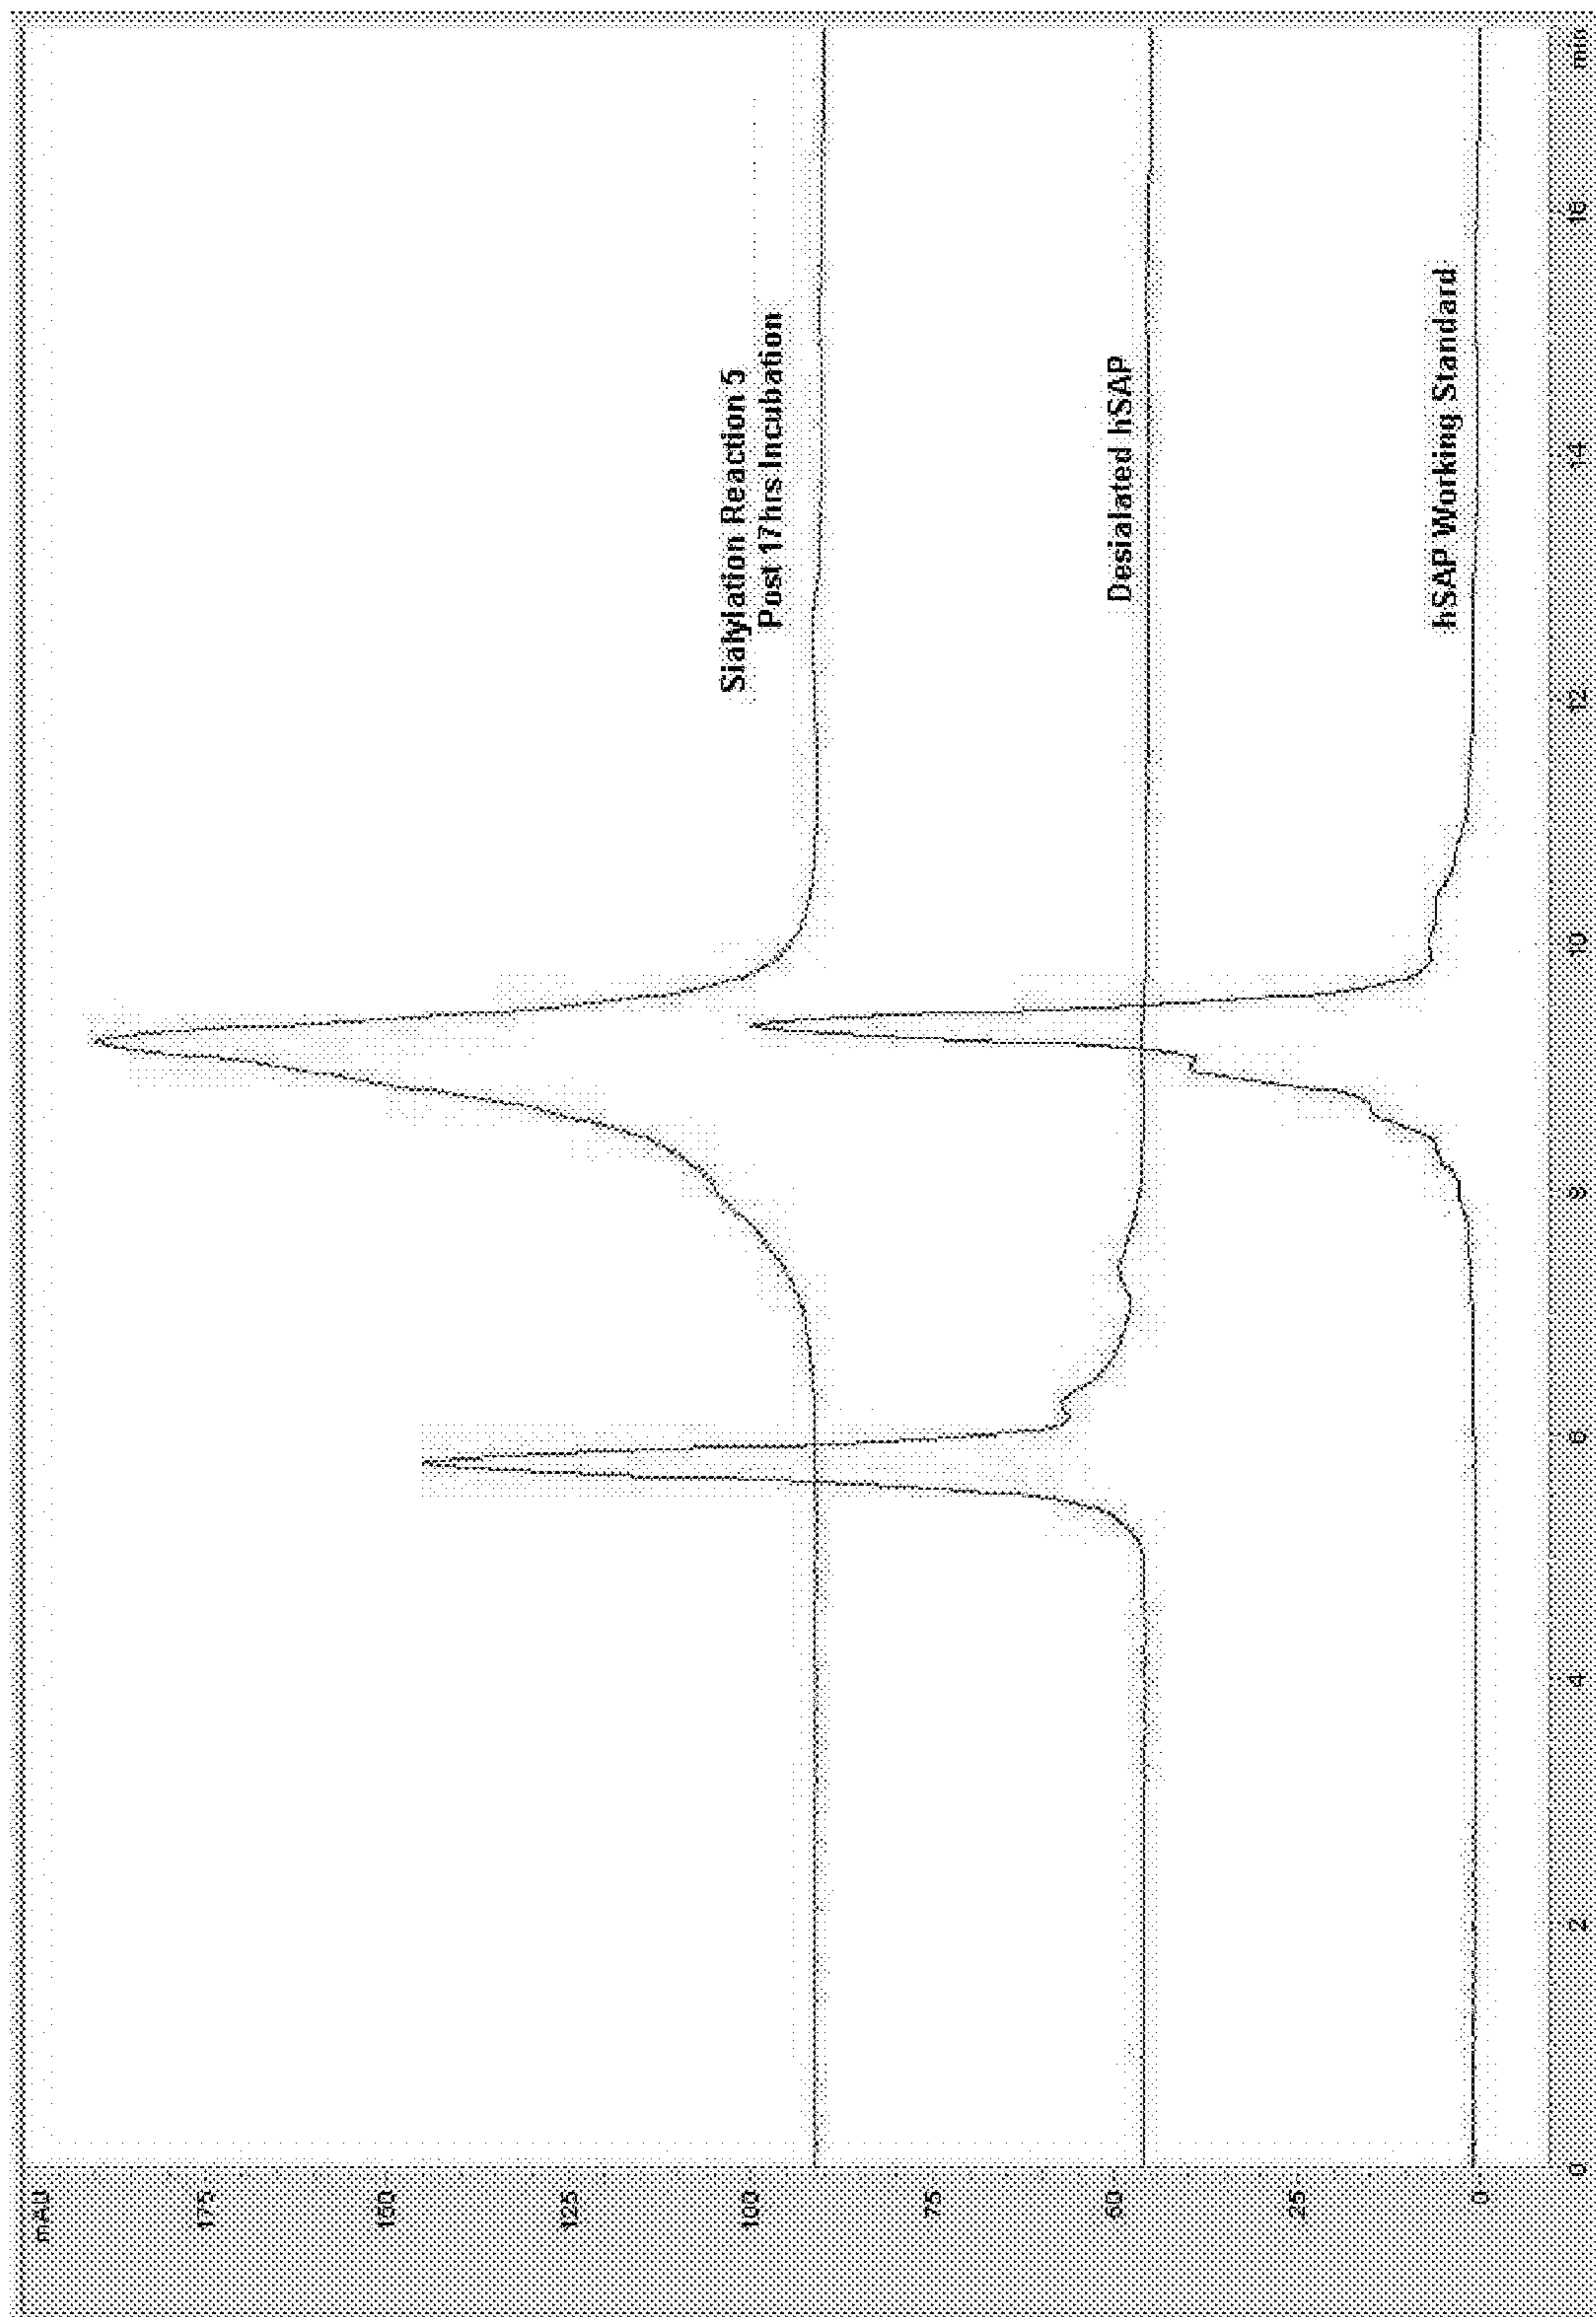 mAU
175
150
125
100
75
50
25
0
Sialylation Reaction 5
Post 17hrs Incubation
Desialated hSAP
hSAP Working Standard
0
2
4
6
8
10
12
14
16
min